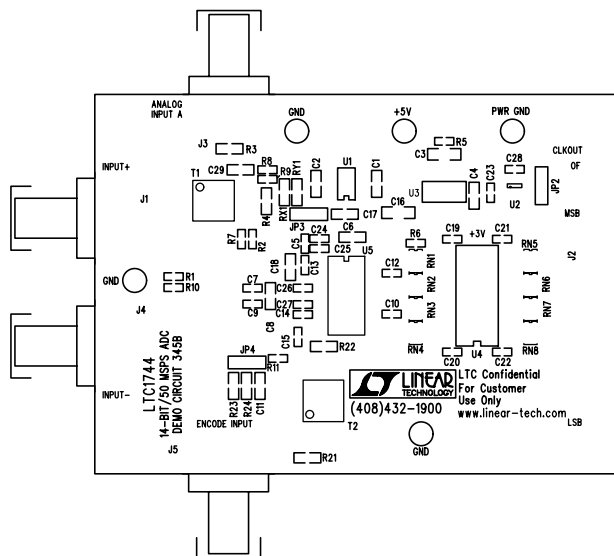 ANALOG
INPUT A
GND
+5V
PWR GND
J3
R3
R5
C3
CLKOUT
OF
INPUT+
C29
R8
R9
RY1
C2
U1
C1
C28
T1
U3
C4
C23
U2
JP2
J1
R4
RX1
JP3
C17
C16
MSB
R7
R2
C5
C24
C6
R6
C19
+3V
C21
C25
U5
RN5
J2
GND
C18
C13
C12
RN1
R1
R10
C7
C26
RN2
RN6
J4
C9
C27
C14
C10
RN3
RN7
C8
C15
R22
RN4
C20
U4
C22
RN8
JP4
R11
LTC1744
14-BIT/50 MSPS ADC
DEMO CIRCUIT 345B
INPUT-
R23
R24
C11
ENCODE INPUT
LT LINEAR
TECHNOLOGY
(408)432-1900
LTC Confidential
For Customer
Use Only
www.linear-tech.com
T2
LSB
GND
J5
R21